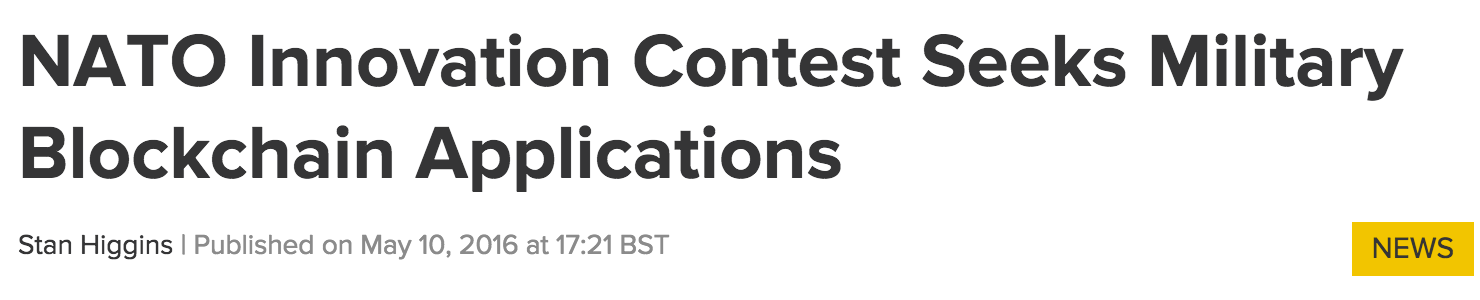 NATO Innovation Contest Seeks Military
Blockchain Applications
Stan Higgins | Published on May 10, 2016 at 17:21 BST
NEWS